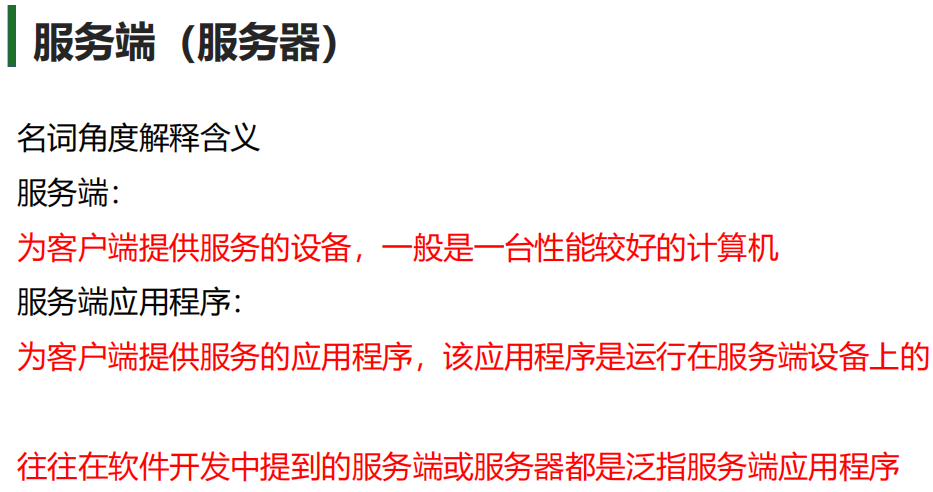 服务端（服务器）
名词角度解释含义
服务端：
为客户端提供服务的设备，一般是一台性能较好的计算机
服务端应用程序：
为客户端提供服务的应用程序，该应用程序是运行在服务端设备上的
往往在软件开发中提到的服务端或服务器都是泛指服务端应用程序